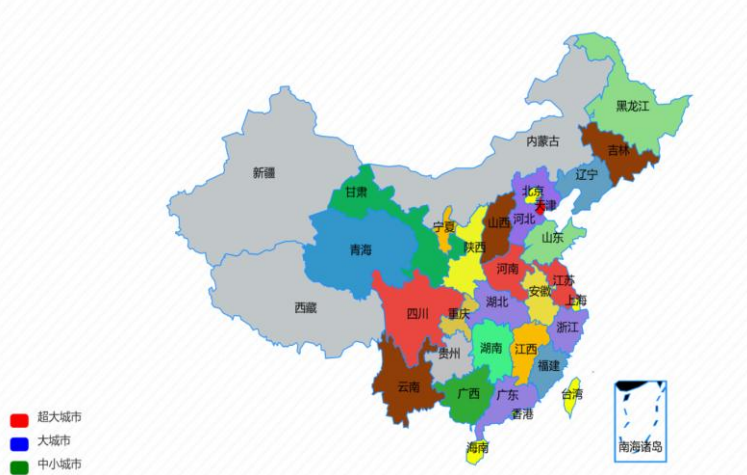 黑龙江
内蒙古
吉林
新疆
辽宁
北京
甘肃
天津
山西
河北
宁夏
山东
陕西
青海
河南
江苏
安徽
西藏
上海
湖北
四川
重庆
浙江
湖南
江西
贵州
福建
云南
广西
广东
台湾
香港
海南
南海诸岛
超大城市
大城市
中小城市